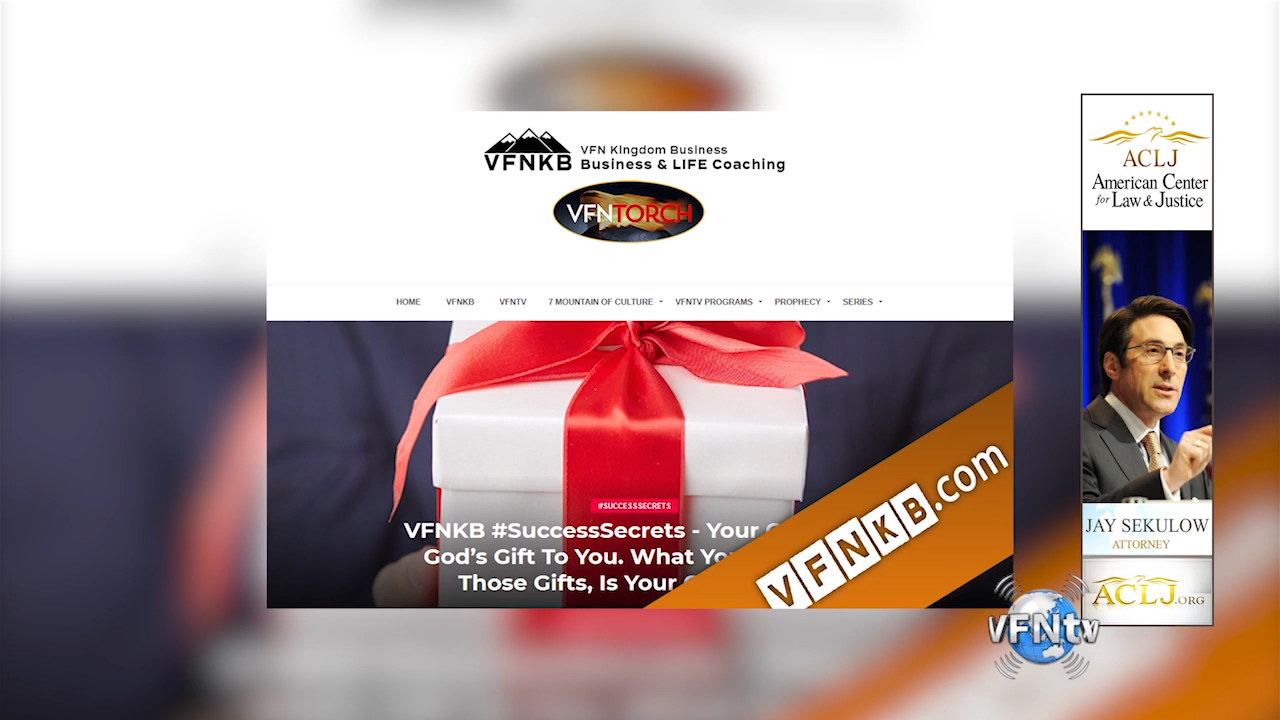 VFNKB
VFN KIngdom Business
Business & LIFE Coaching
VFNTORCH
HOME VFNKB VFNTV 7 MOUNTAIN OF CULTURE VFNTV PROGRAMS PROPHECY SERIES
#SUCCESSSECRETS
VFNKB #SuccessSecrets - Your
God's Gift To You. What
Those Gifts, Is Your
VFNKB.com
ACLJ
American Center
for Law & Justice
JAY SEKULOW
ATTORNEY
ACLJ.ORG
VFNtv